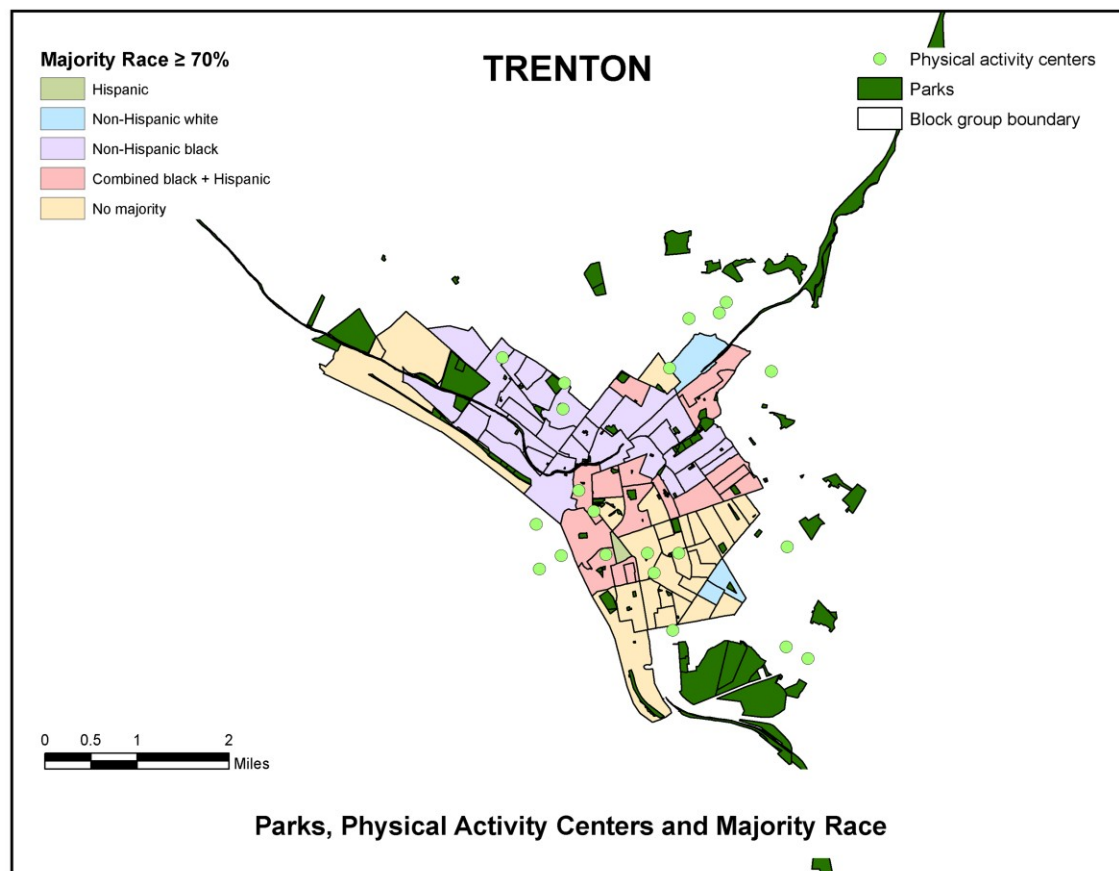 TRENTON
Majority Race ≥ 70%
Hispanic
Non-Hispanic white
Non-Hispanic black
Combined black + Hispanic
No majority
Physical activity centers
Parks
Block group boundary
0 0.5 1 2
Miles
Parks, Physical Activity Centers and Majority Race